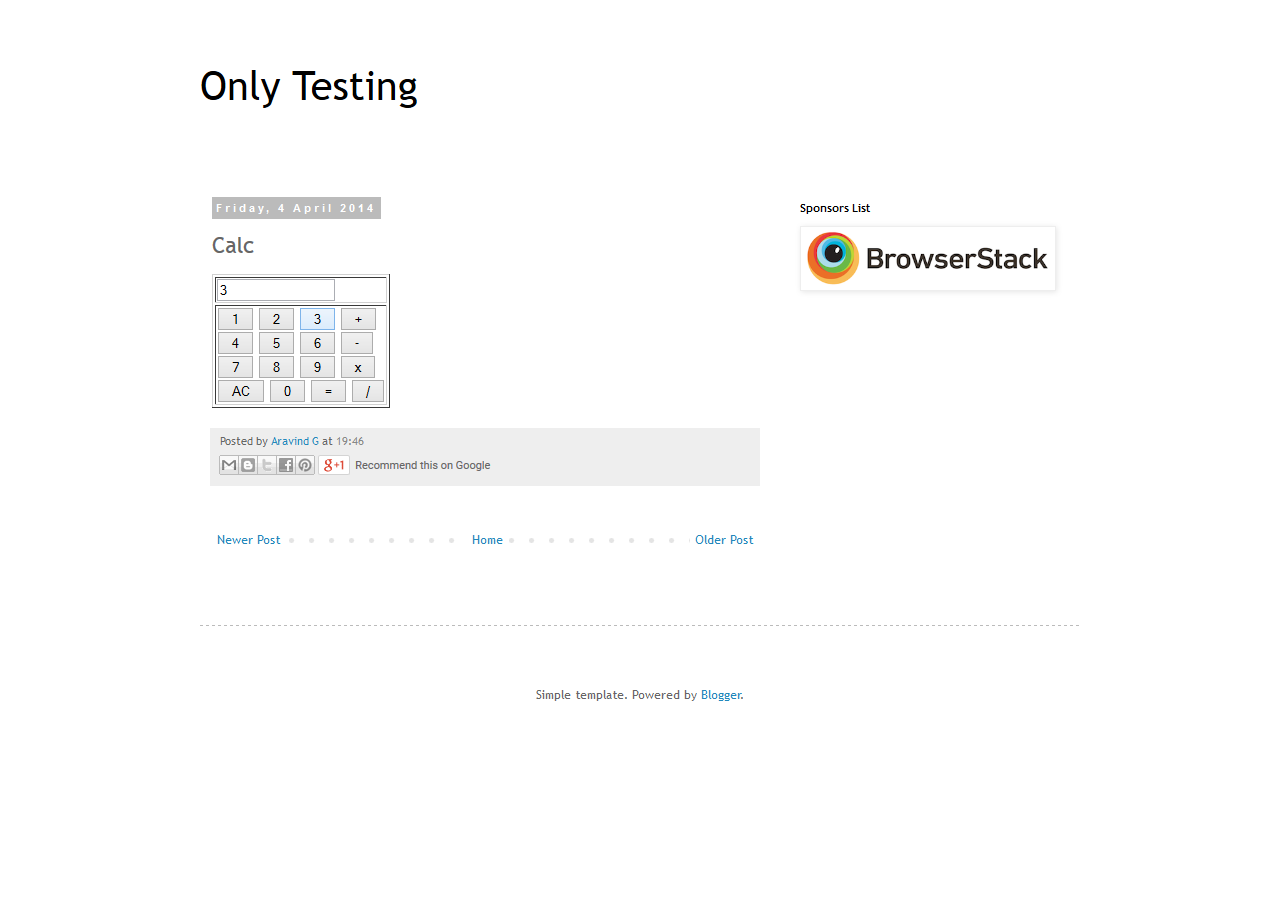 Only Testing
Friday, 4 April 2014
Calc
3
1 2 3 +
4 5 6 -
7 8 9 x
AC 0 = /
Posted by Aravind G at 19:46
g+1 Recommend this on Google
Newer Post Home Older Post
Sponsors List
BrowserStack
Simple template. Powered by Blogger.